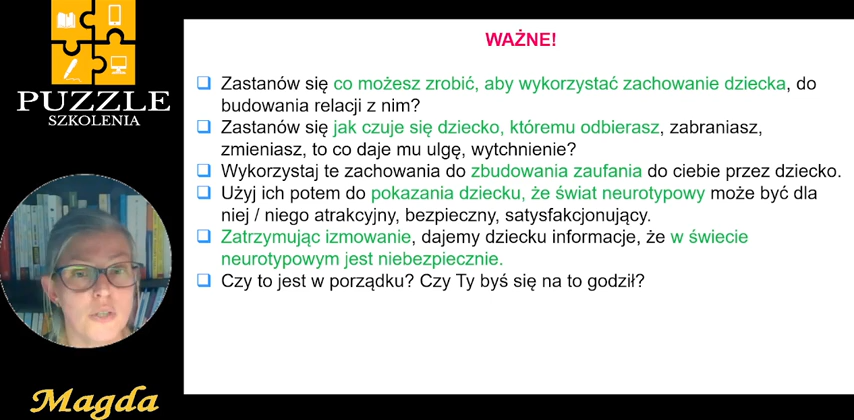 PUZZLE
SZKOLENIA
WAŻNE!
Zastanów się co możesz zrobić, aby wykorzystać zachowanie dziecka, do
budowania relacji z nim?
Zastanów się jak czuje się dziecko, któremu odbierasz, zabraniasz,
zmieniasz, to co daje mu ulgę, wytchnienie?
Wykorzystaj te zachowania do zbudowania zaufania do ciebie przez dziecko.
Użyj ich potem do pokazania dziecku, że świat neurotypowy może być dla
niej / niego atrakcyjny, bezpieczny, satysfakcjonujący.
Zatrzymując izmowanie, dajemy dziecku informacje, że w świecie
neurotypowym jest niebezpiecznie.
Czy to jest w porządku? Czy Ty byś się na to godził?
Magda